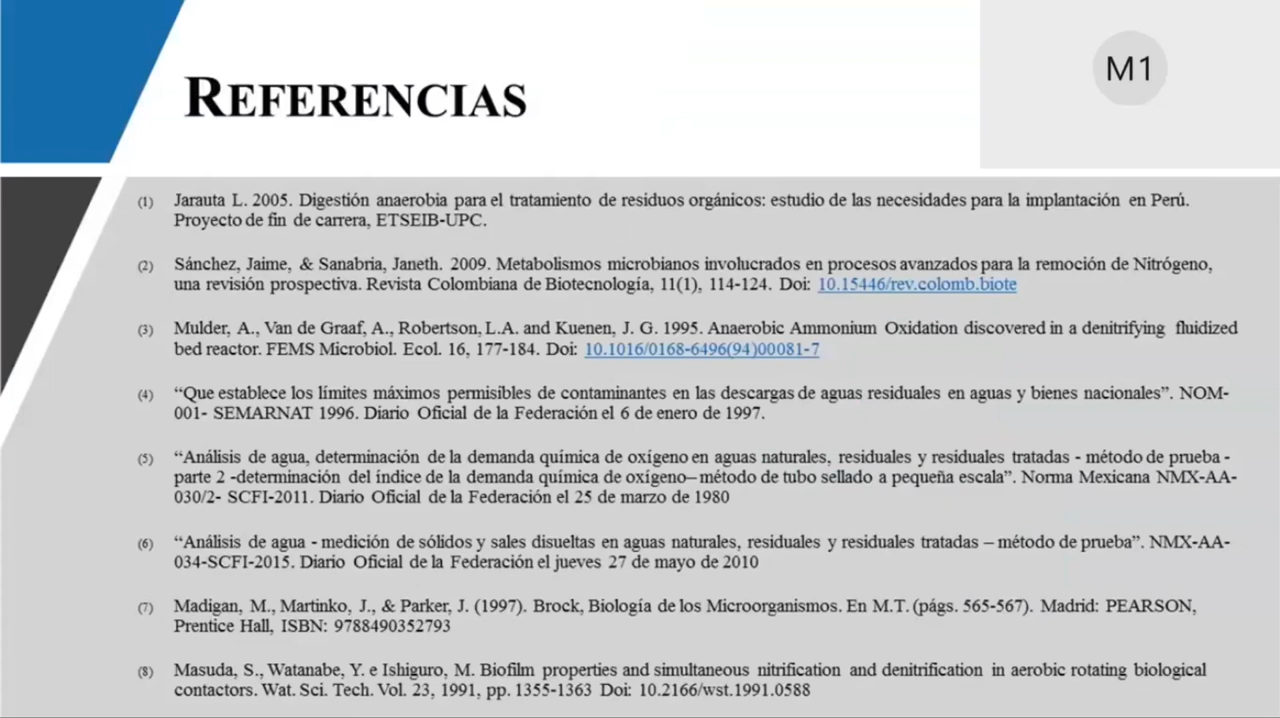 REFERENCIAS
M1
(1) Jarauta L. 2005. Digestión anaerobia para el tratamiento de residuos orgánicos: estudio de las necesidades para la implantación en Perú.
Proyecto de fin de carrera, ETSEIB-UPC.
(2) Sánchez, Jaime, & Sanabria, Janeth. 2009. Metabolismos microbianos involucrados en procesos avanzados para la remoción de Nitrógeno,
una revisión prospectiva. Revista Colombiana de Biotecnología, 11(1), 114-124. Doi: 10.15446/rev.colomb.biote
(3) Mulder, A., Van de Graaf, A., Robertson, L.A. and Kuenen, J. G. 1995. Anaerobic Ammonium Oxidation discovered in a denitrifying fluidized
bed reactor. FEMS Microbiol. Ecol. 16, 177-184. Doi: 10.1016/0168-6496(94)00081-7
(4) “Que establece los límites máximos permisibles de contaminantes en las descargas de aguas residuales en aguas y bienes nacionales”. NOM-
001- SEMARNAT 1996. Diario Oficial de la Federación el 6 de enero de 1997.
(5) “Análisis de agua, determinación de la demanda química de oxígeno en aguas naturales, residuales y residuales tratadas - método de prueba -
parte 2 -determinación del índice de la demanda química de oxígeno– método de tubo sellado a pequeña escala”. Norma Mexicana NMX-AA-
030/2- SCFI-2011. Diario Oficial de la Federación el 25 de marzo de 1980
(6) “Análisis de agua - medición de sólidos y sales disueltas en aguas naturales, residuales y residuales tratadas – método de prueba”. NMX-AA-
034-SCFI-2015. Diario Oficial de la Federación el jueves 27 de mayo de 2010
(7) Madigan, M., Martinko, J., & Parker, J. (1997). Brock, Biología de los Microorganismos. En M.T. (págs. 565-567). Madrid: PEARSON,
Prentice Hall, ISBN: 9788490352793
(8) Masuda, S., Watanabe, Y. e Ishiguro, M. Biofilm properties and simultaneous nitrification and denitrification in aerobic rotating biological
contactors. Wat. Sci. Tech. Vol. 23, 1991, pp. 1355-1363 Doi: 10.2166/wst.1991.0588